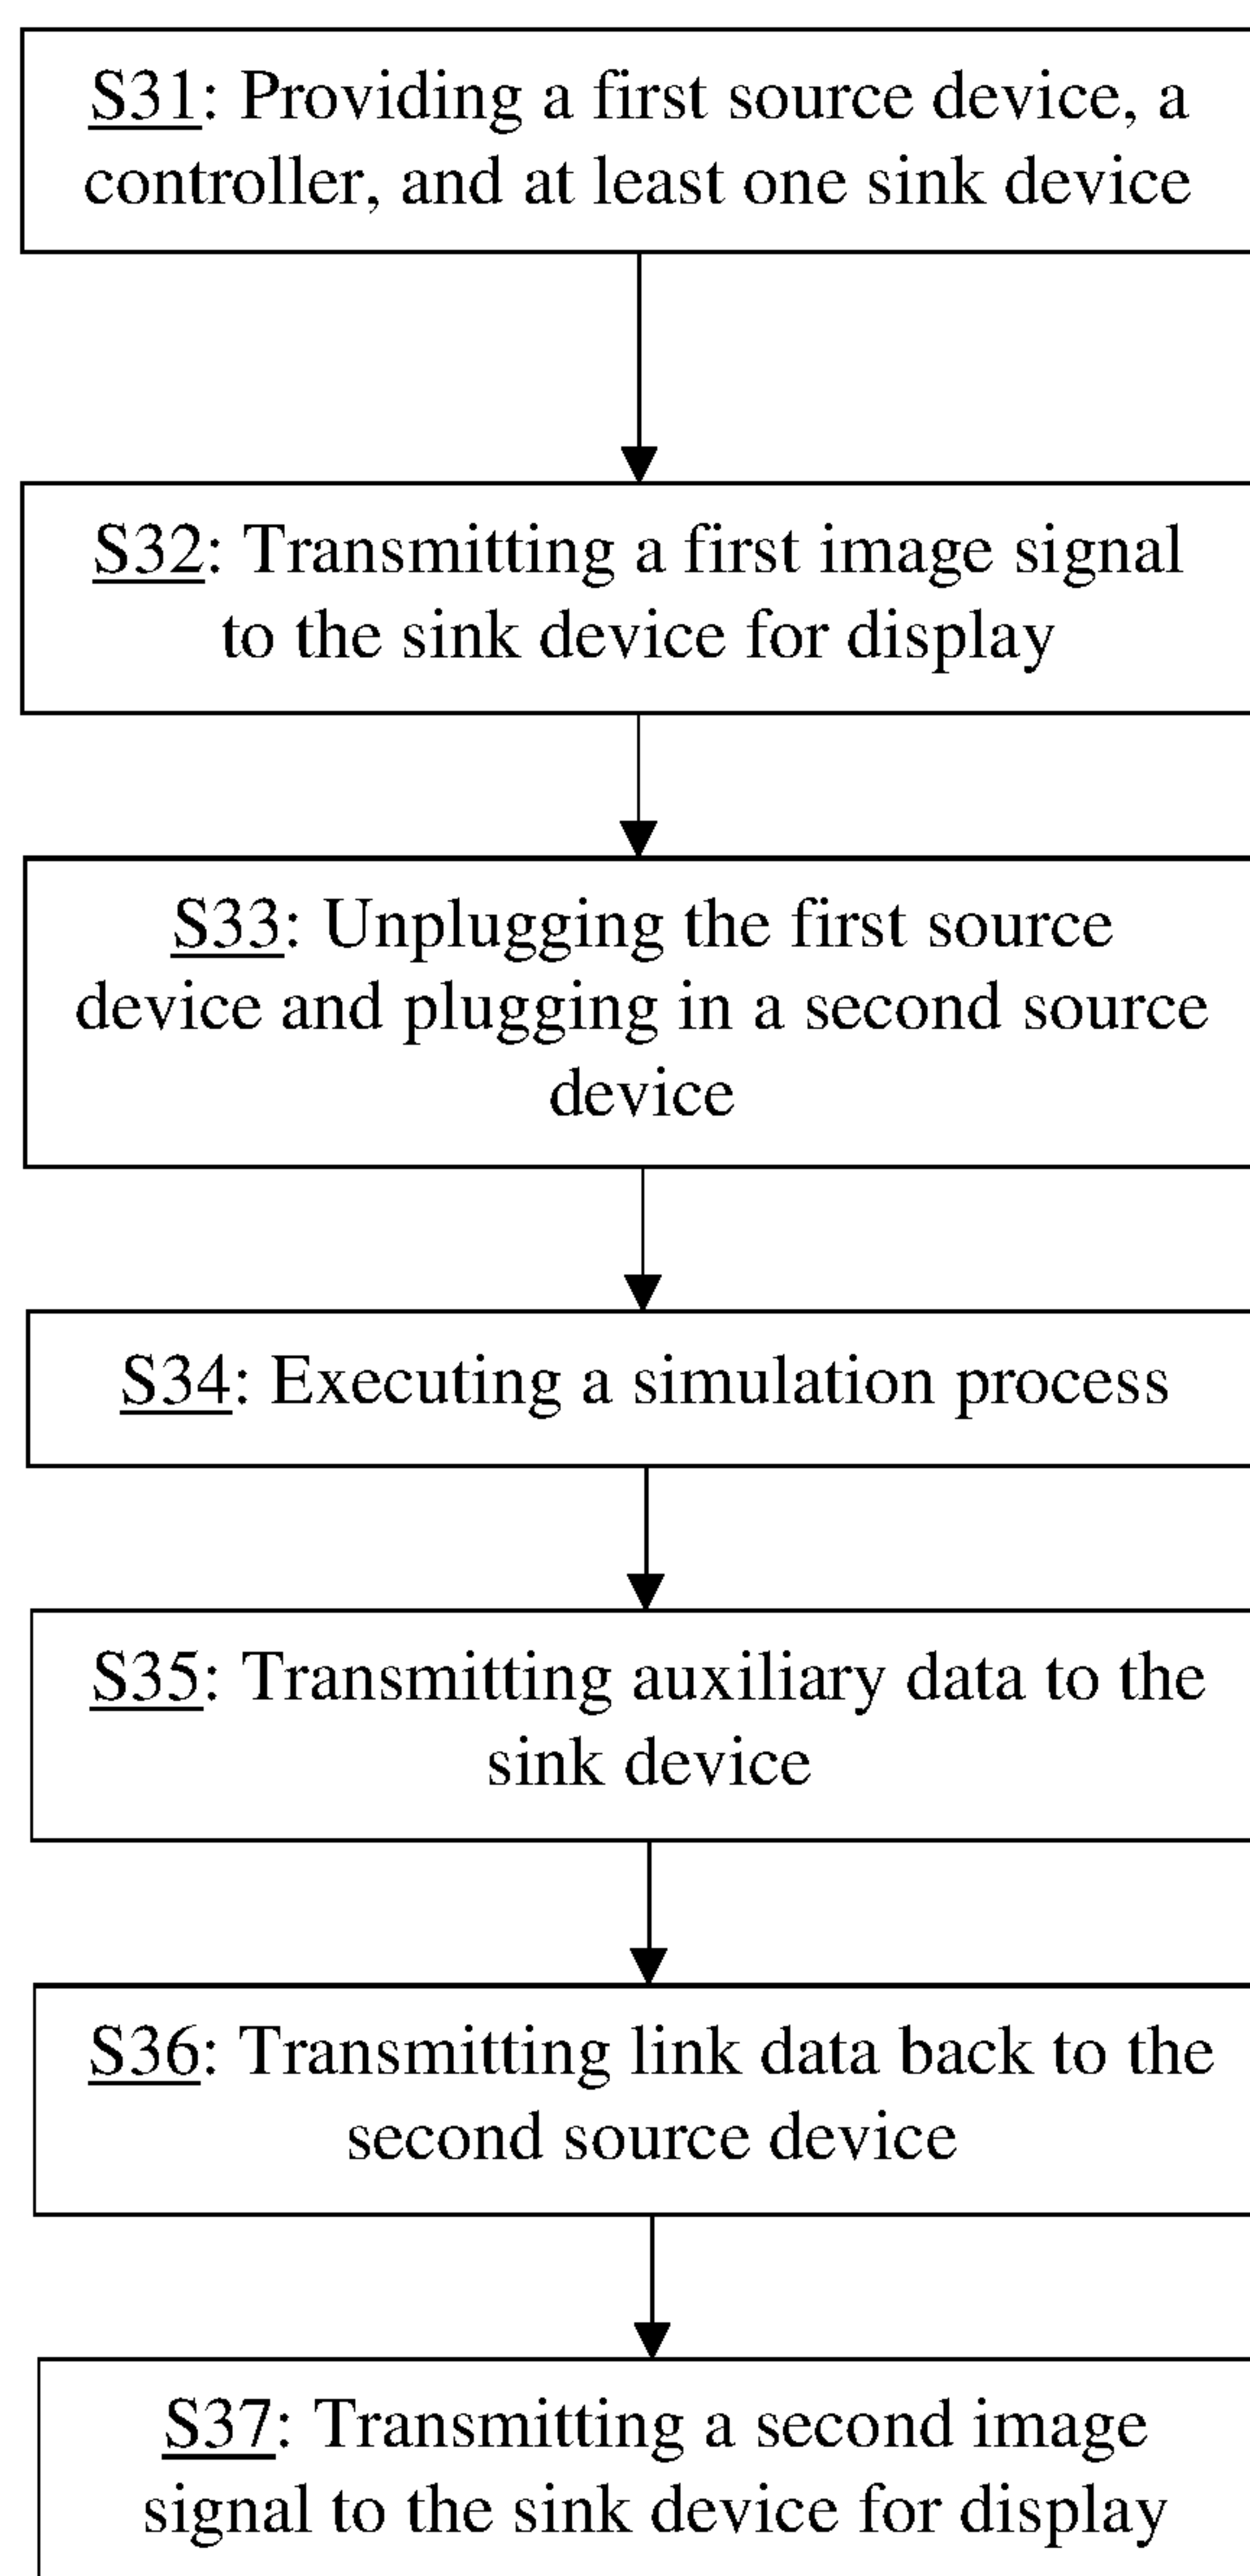 S31: Providing a first source device, a
controller, and at least one sink device
S32: Transmitting a first image signal
to the sink device for display
S33: Unplugging the first source
device and plugging in a second source
device
S34: Executing a simulation process
S35: Transmitting auxiliary data to the
sink device
S36: Transmitting link data back to the
second source device
S37: Transmitting a second image
signal to the sink device for display